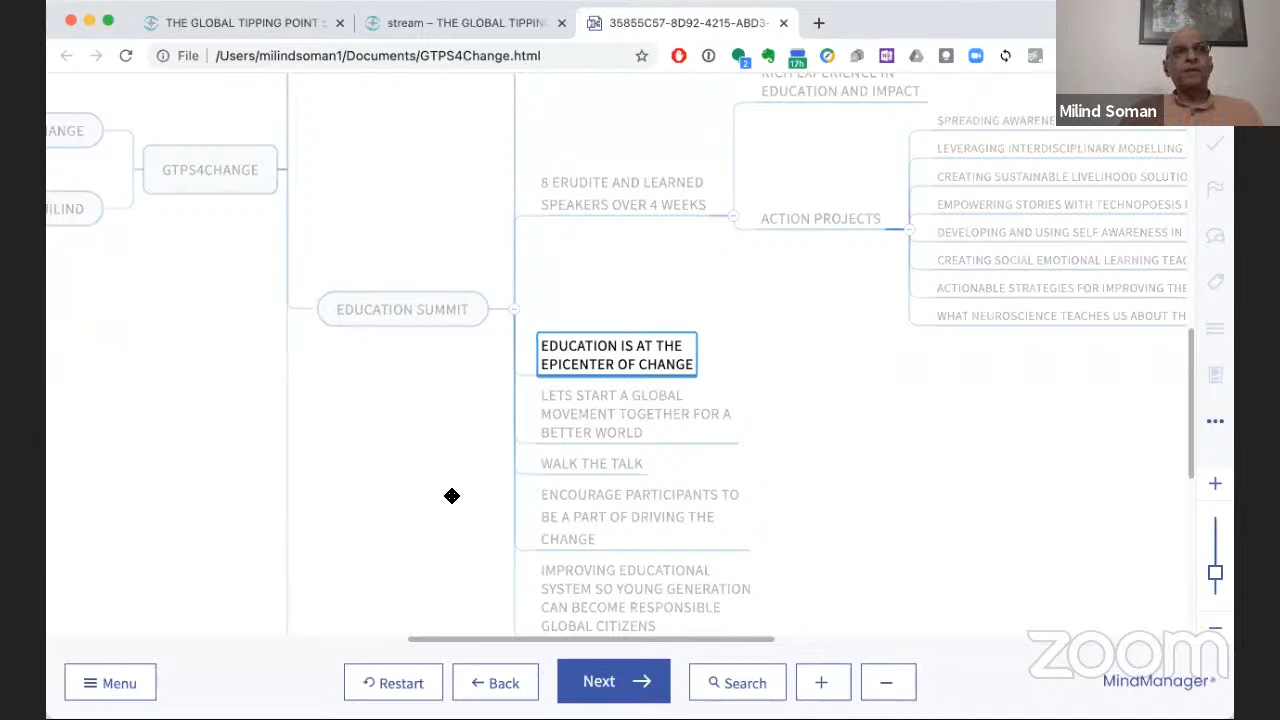 THE GLOBAL TIPPING POINT
stream – THE GLOBAL TIPPIN
35855C57-8D92-4215-ABD3-
File | /Users/milindsoman1/Documents/GTPS4Change.html
2
17h
Milind Soman
RICH EXPERIENCE IN
EDUCATION AND IMPACT
SPREADING AWARENE
LEVERAGING INTERDISCIPLINARY MODELLING
CREATING SUSTAINABLE LIVELIHOOD SOLUTIO
EMPOWERING STORIES WITH TECHNOPOESIS
DEVELOPING AND USING SELF AWARENESS IN
CREATING SOCIAL EMOTIONAL LEARNING TEAC
ACTIONABLE STRATEGIES FOR IMPROVING THE
WHAT NEUROSCIENCE TEACHES US ABOUT TH
ANGE
GTPS4CHANGE
MILIND
8 ERUDITE AND LEARNED
SPEAKERS OVER 4 WEEKS
ACTION PROJECTS
EDUCATION SUMMIT
EDUCATION IS AT THE
EPICENTER OF CHANGE
LETS START A GLOBAL
MOVEMENT TOGETHER FOR A
BETTER WORLD
WALK THE TALK
ENCOURAGE PARTICIPANTS TO
BE A PART OF DRIVING THE
CHANGE
IMPROVING EDUCATIONAL
SYSTEM SO YOUNG GENERATION
CAN BECOME RESPONSIBLE
GLOBAL CITIZENS
Menu
Restart
Back
Next
Search
zoom
MindManager